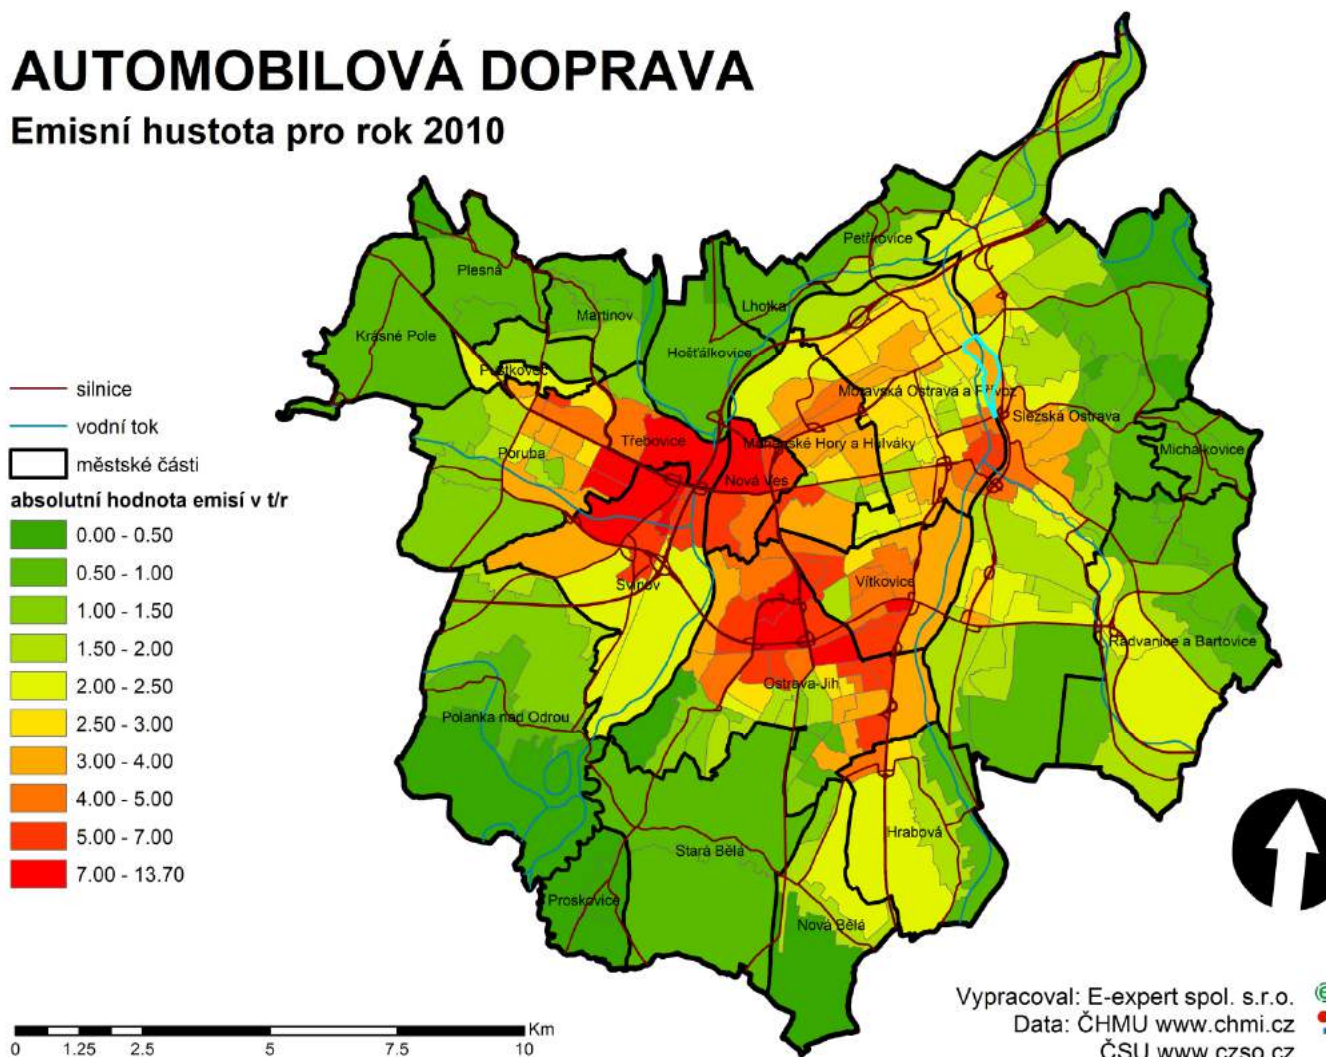 AUTOMOBILOVÁ DOPRAVA
Emisní hustota pro rok 2010
silnice
vodní tok
městské části
absolutní hodnota emisí v t/r
0.00 - 0.50
0.50 - 1.00
1.00 - 1.50
1.50 - 2.00
2.00 - 2.50
2.50 - 3.00
3.00 - 4.00
4.00 - 5.00
5.00 - 7.00
7.00 - 13.70
Petřkovice
Plesná
Lhotka
Martinov
Krásné Pole
Hošťálkovice
Pustkovec
Moravská Ostrava a Přívoz
Slezská Ostrava
Třebovice
Mariánské Hory a Hulváky
Poruba
Michálkovice
Nová Ves
Svinov
Vítkovice
Radvanice a Bartovice
Ostrava-Jih
Polanka nad Odrou
Hrabová
Stará Bělá
Proskovice
Nová Bělá
Km
0 1.25 2.5 5 7.5 10
Vypracoval: E-expert spol. s.r.o.
Data: ČHMU www.chmi.cz
ČSU www.czso.cz